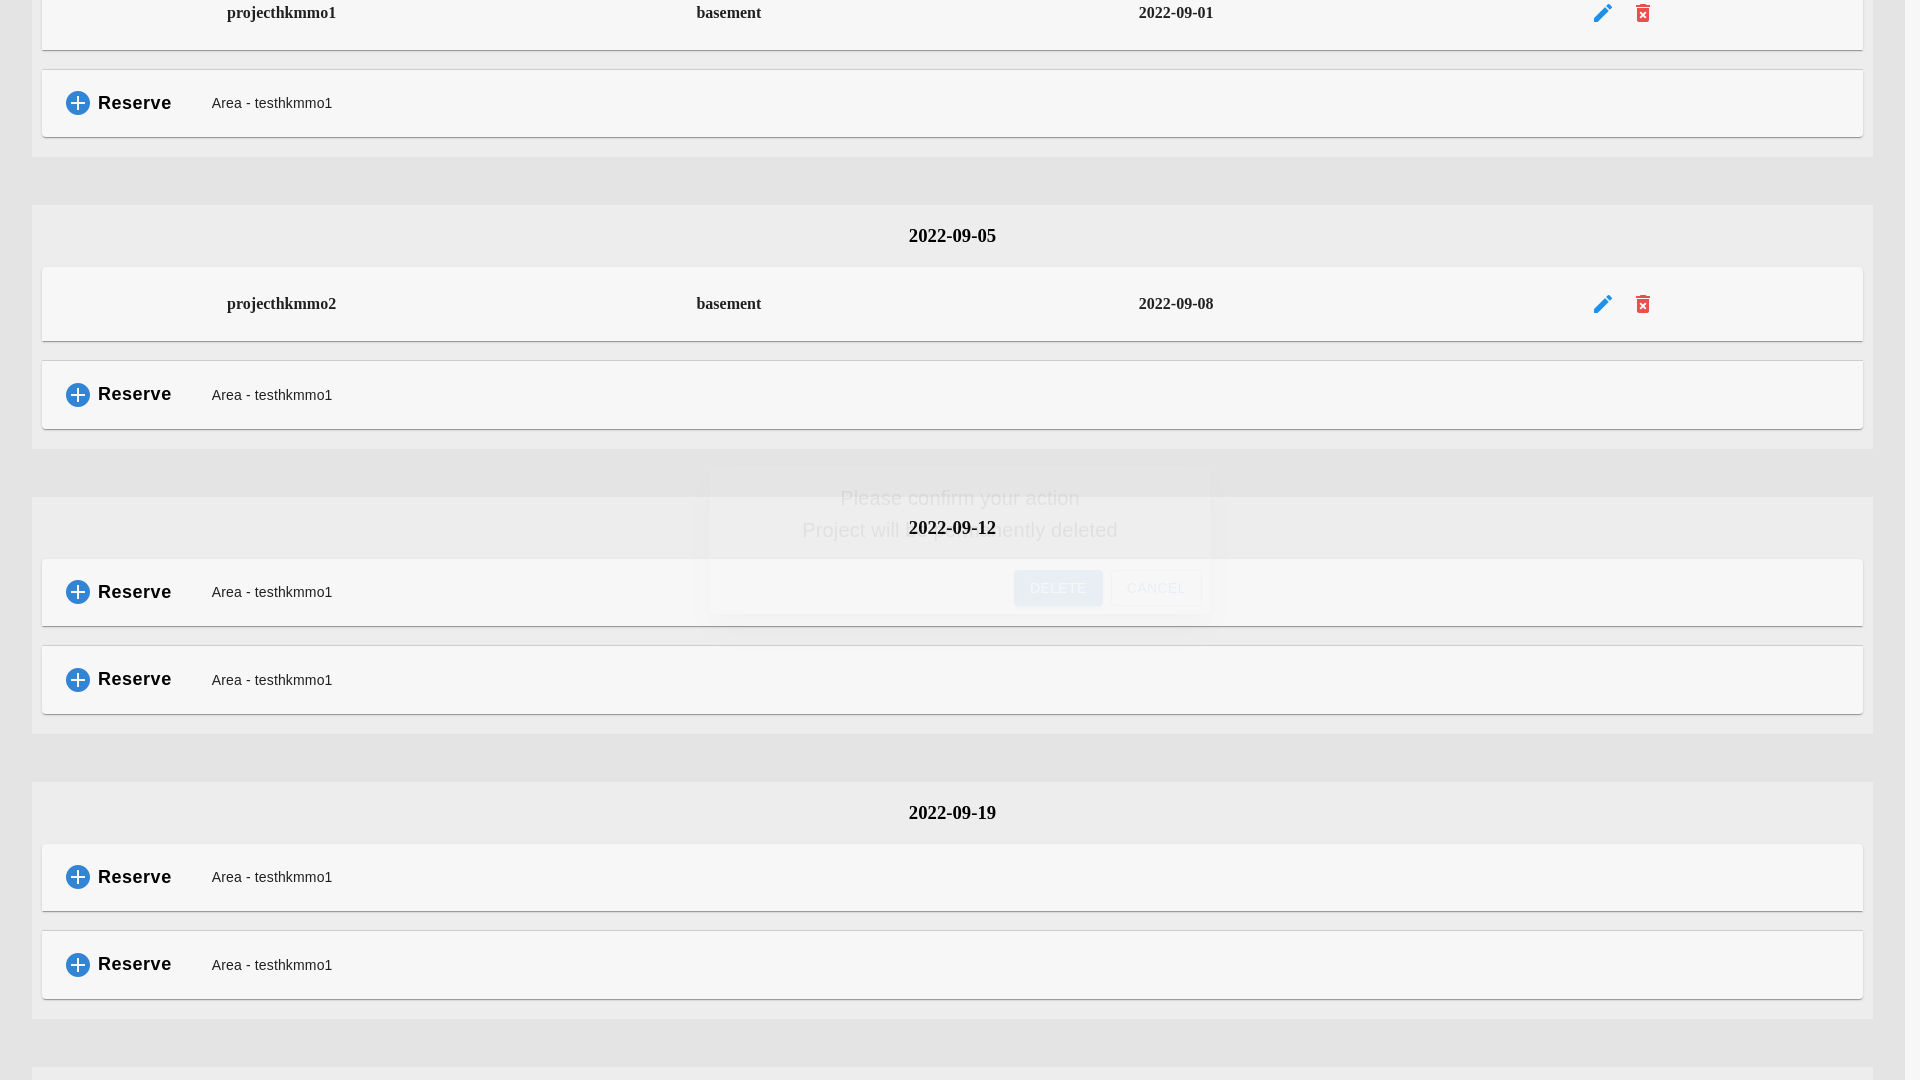 projecthkmmo1 basement 2022-09-01
Reserve Area - testhkmmo1
2022-09-05
projecthkmmo2 basement 2022-09-08
Reserve Area - testhkmmo1
Please confirm your action
2022-09-12
Project will be permanently deleted
DELETE CANCEL
Reserve Area - testhkmmo1
Reserve Area - testhkmmo1
2022-09-19
Reserve Area - testhkmmo1
Reserve Area - testhkmmo1